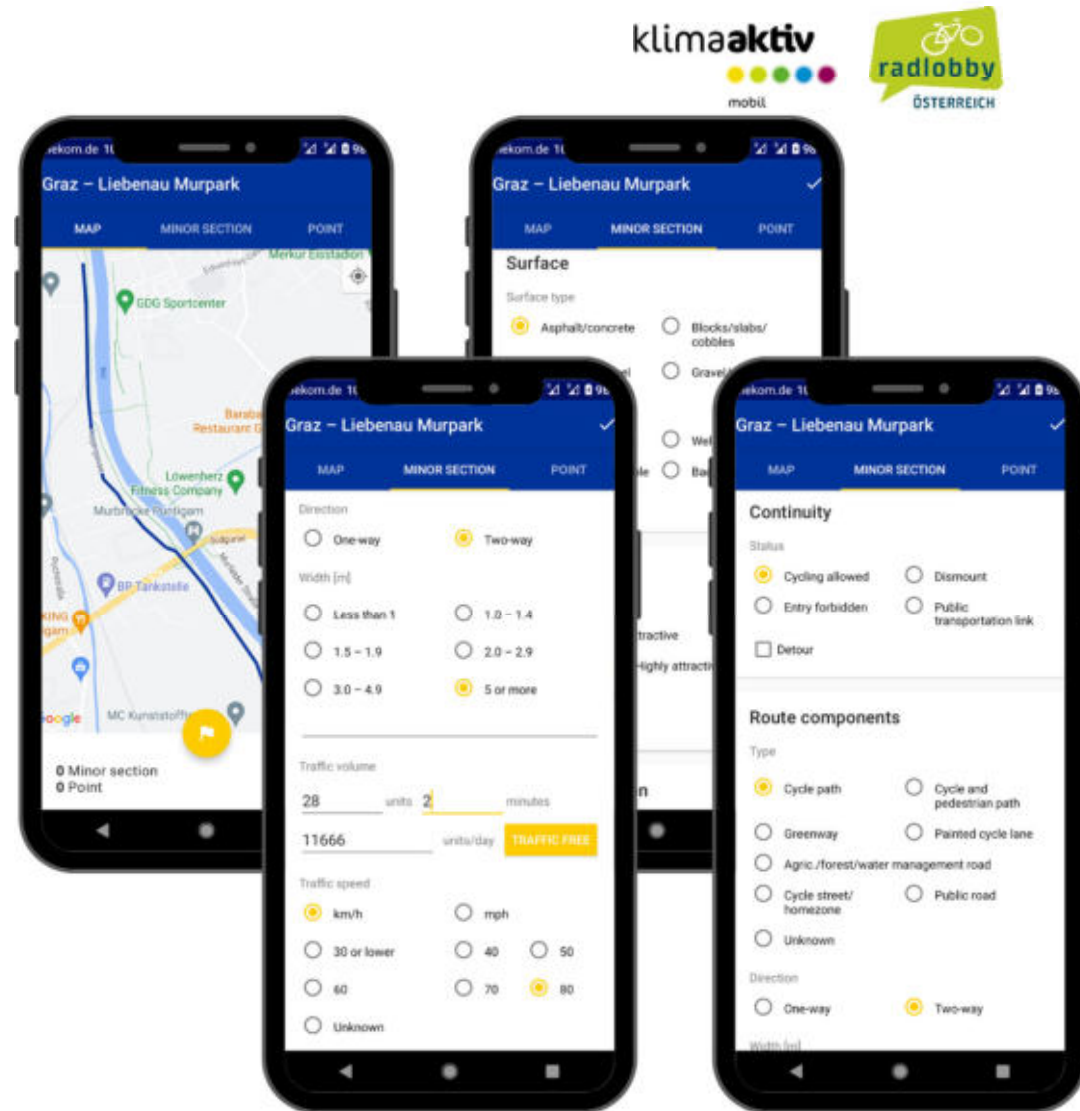 klimaaktiv
mobil
radlobby
ÖSTERREICH
Graz – Liebenau Murpark
MAP MINOR SECTION POINT
Merkur Eisstadion
GDG Sportcenter
Restaurant
Löwenherz
Fitness Company
Murbrücke Puntigam
BP Tankstelle
MC Kunststoff
0 Minor section
0 Point
Graz – Liebenau Murpark
MAP MINOR SECTION POINT
Surface
Surface type
Asphalt/concrete Blocks/slabs/
cobbles
Graz – Liebenau Murpark
MAP MINOR SECTION POINT
Direction
One-way Two-way
Width [m]
Less than 1 1.0 – 1.4
1.5 – 1.9 2.0 – 2.9
3.0 – 4.9 5 or more
Traffic volume
28 units 2 minutes
11666 units/day TRAFFIC FREE
Traffic speed
km/h mph
30 or lower 40 50
60 70 80
Unknown
Graz – Liebenau Murpark
MAP MINOR SECTION POINT
Continuity
Status
Cycling allowed Dismount
Entry forbidden Public
transportation link
Detour
Route components
Type
Cycle path Cycle and
pedestrian path
Greenway Painted cycle lane
Agric./forest/water management road
Cycle street/ Public road
homezone
Unknown
Direction
One-way Two-way
Width [m]